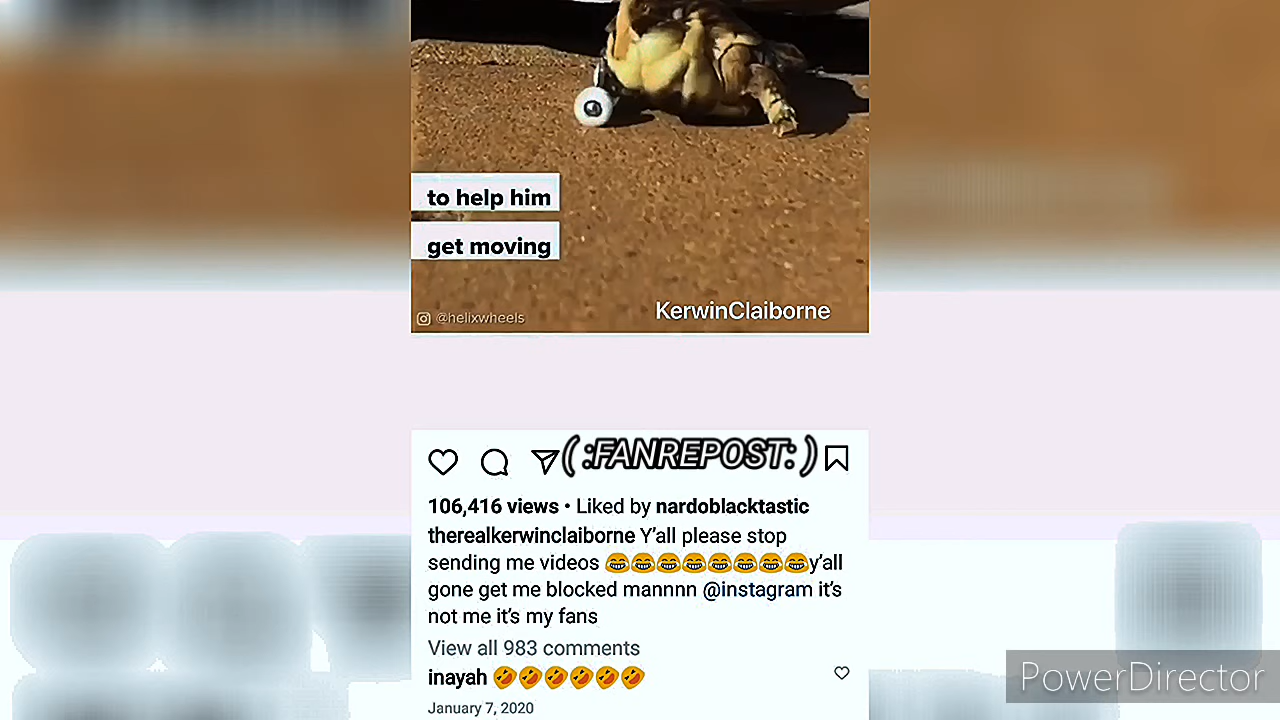 to help him
get moving
KerwinClaiborne
@helixwheels
( :FANREPOST: )
106,416 views • Liked by nardoblacktastic
therealkerwinclaiborne Y'all please stop
sending me videos 😂😂😂😂😂😂😂😂y'all
gone get me blocked mannnn @instagram it's
not me it's my fans
View all 983 comments
inayah 🤣🤣🤣🤣🤣🤣
January 7, 2020
PowerDirector